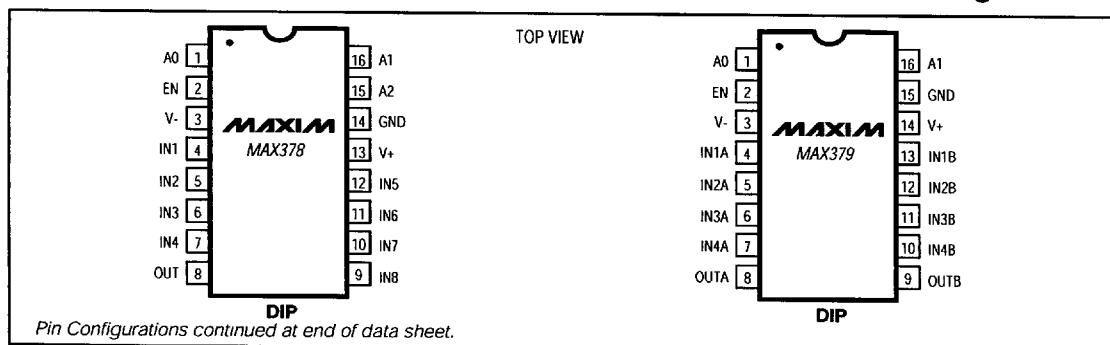 TOP VIEW
A0 1
EN 2
V- 3
IN1 4
IN2 5
IN3 6
IN4 7
OUT 8
MAXIM
MAX378
16 A1
15 A2
14 GND
13 V+
12 IN5
11 IN6
10 IN7
9 IN8
DIP
A0 1
EN 2
V- 3
IN1A 4
IN2A 5
IN3A 6
IN4A 7
OUTA 8
MAXIM
MAX379
16 A1
15 GND
14 V+
13 IN1B
12 IN2B
11 IN3B
10 IN4B
9 OUTB
DIP
Pin Configurations continued at end of data sheet.